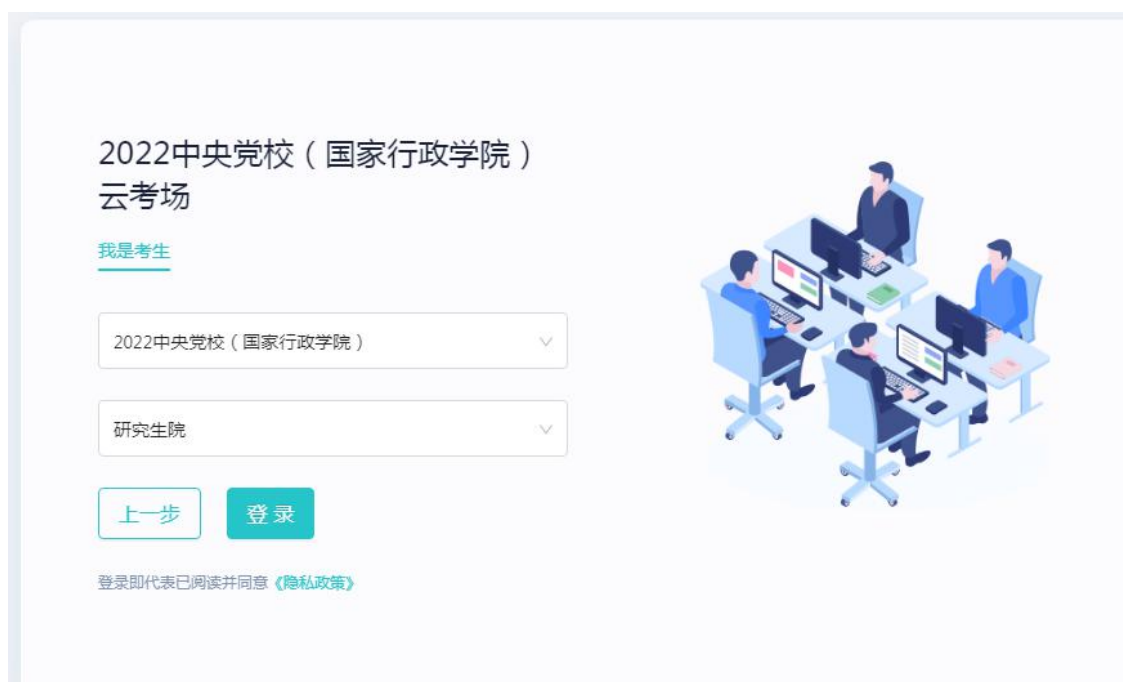 2022中央党校（国家行政学院）
云考场
我是考生
2022中央党校（国家行政学院）
研究生院
上一步
登录
登录即代表已阅读并同意《隐私政策》